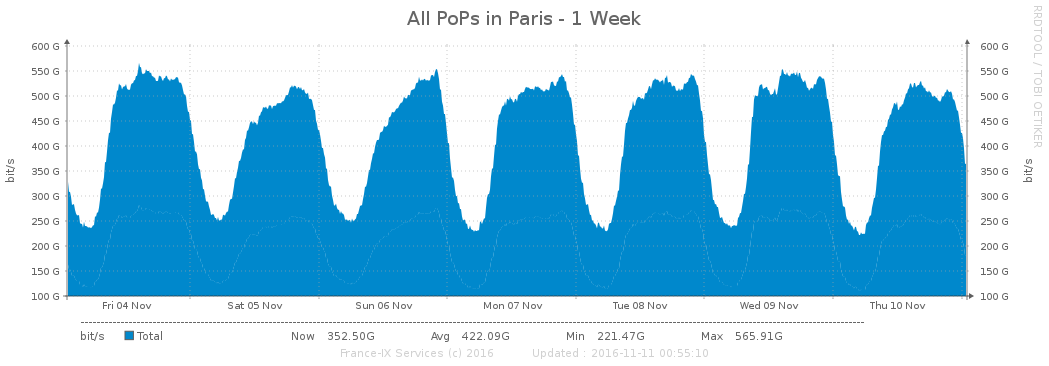 All PoPs in Paris - 1 Week
RRDTOOL / TOBI OETIKER
bit/s
bit/s
600 G 600 G
550 G 550 G
500 G 500 G
450 G 450 G
400 G 400 G
350 G 350 G
300 G 300 G
250 G 250 G
200 G 200 G
150 G 150 G
100 G 100 G
Fri 04 Nov Sat 05 Nov Sun 06 Nov Mon 07 Nov Tue 08 Nov Wed 09 Nov Thu 10 Nov
bit/s Total Now 352.50G Avg 422.09G Min 221.47G Max 565.91G
France-IX Services (c) 2016 Updated : 2016-11-11 00:55:10